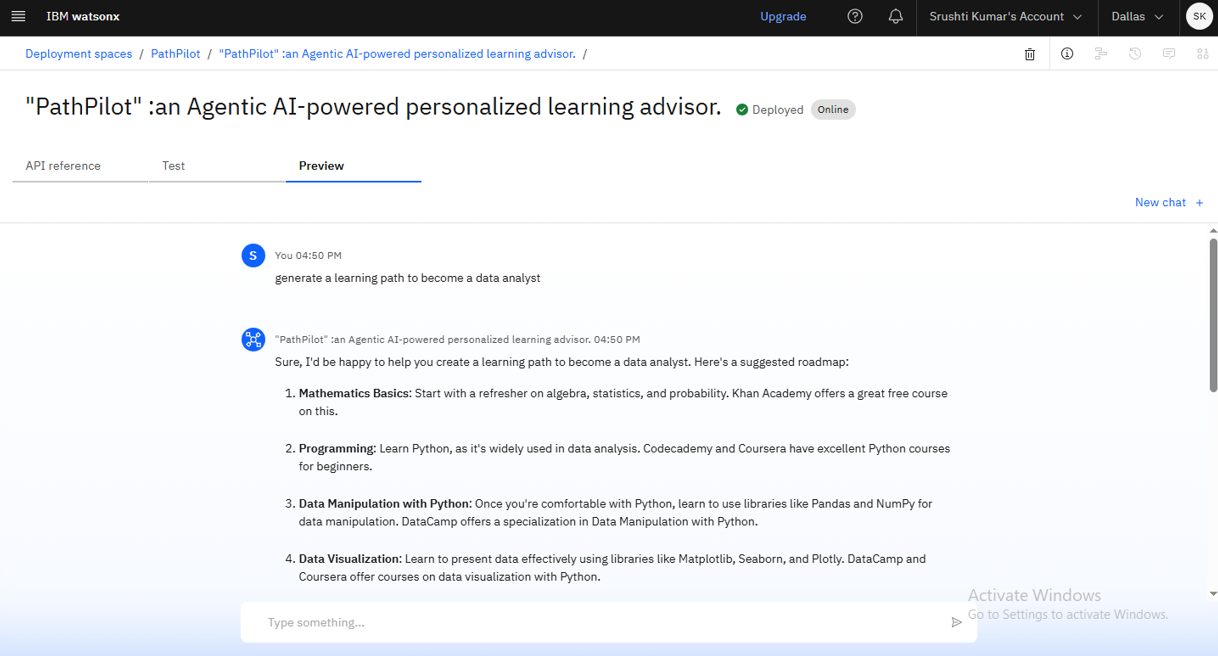 IBM watsonx
Upgrade
Srushti Kumar's Account
Dallas
SK
Deployment spaces / PathPilot / "PathPilot" :an Agentic AI-powered personalized learning advisor. /
"PathPilot" :an Agentic AI-powered personalized learning advisor.
Deployed
Online
API reference
Test
Preview
New chat +
S
You 04:50 PM
generate a learning path to become a data analyst
"PathPilot" :an Agentic AI-powered personalized learning advisor. 04:50 PM
Sure, I'd be happy to help you create a learning path to become a data analyst. Here's a suggested roadmap:
1. Mathematics Basics: Start with a refresher on algebra, statistics, and probability. Khan Academy offers a great free course
on this.
2. Programming: Learn Python, as it's widely used in data analysis. Codecademy and Coursera have excellent Python courses
for beginners.
3. Data Manipulation with Python: Once you're comfortable with Python, learn to use libraries like Pandas and NumPy for
data manipulation. DataCamp offers a specialization in Data Manipulation with Python.
4. Data Visualization: Learn to present data effectively using libraries like Matplotlib, Seaborn, and Plotly. DataCamp and
Coursera offer courses on data visualization with Python.
Type something...
Activate Windows
Go to Settings to activate Windows.